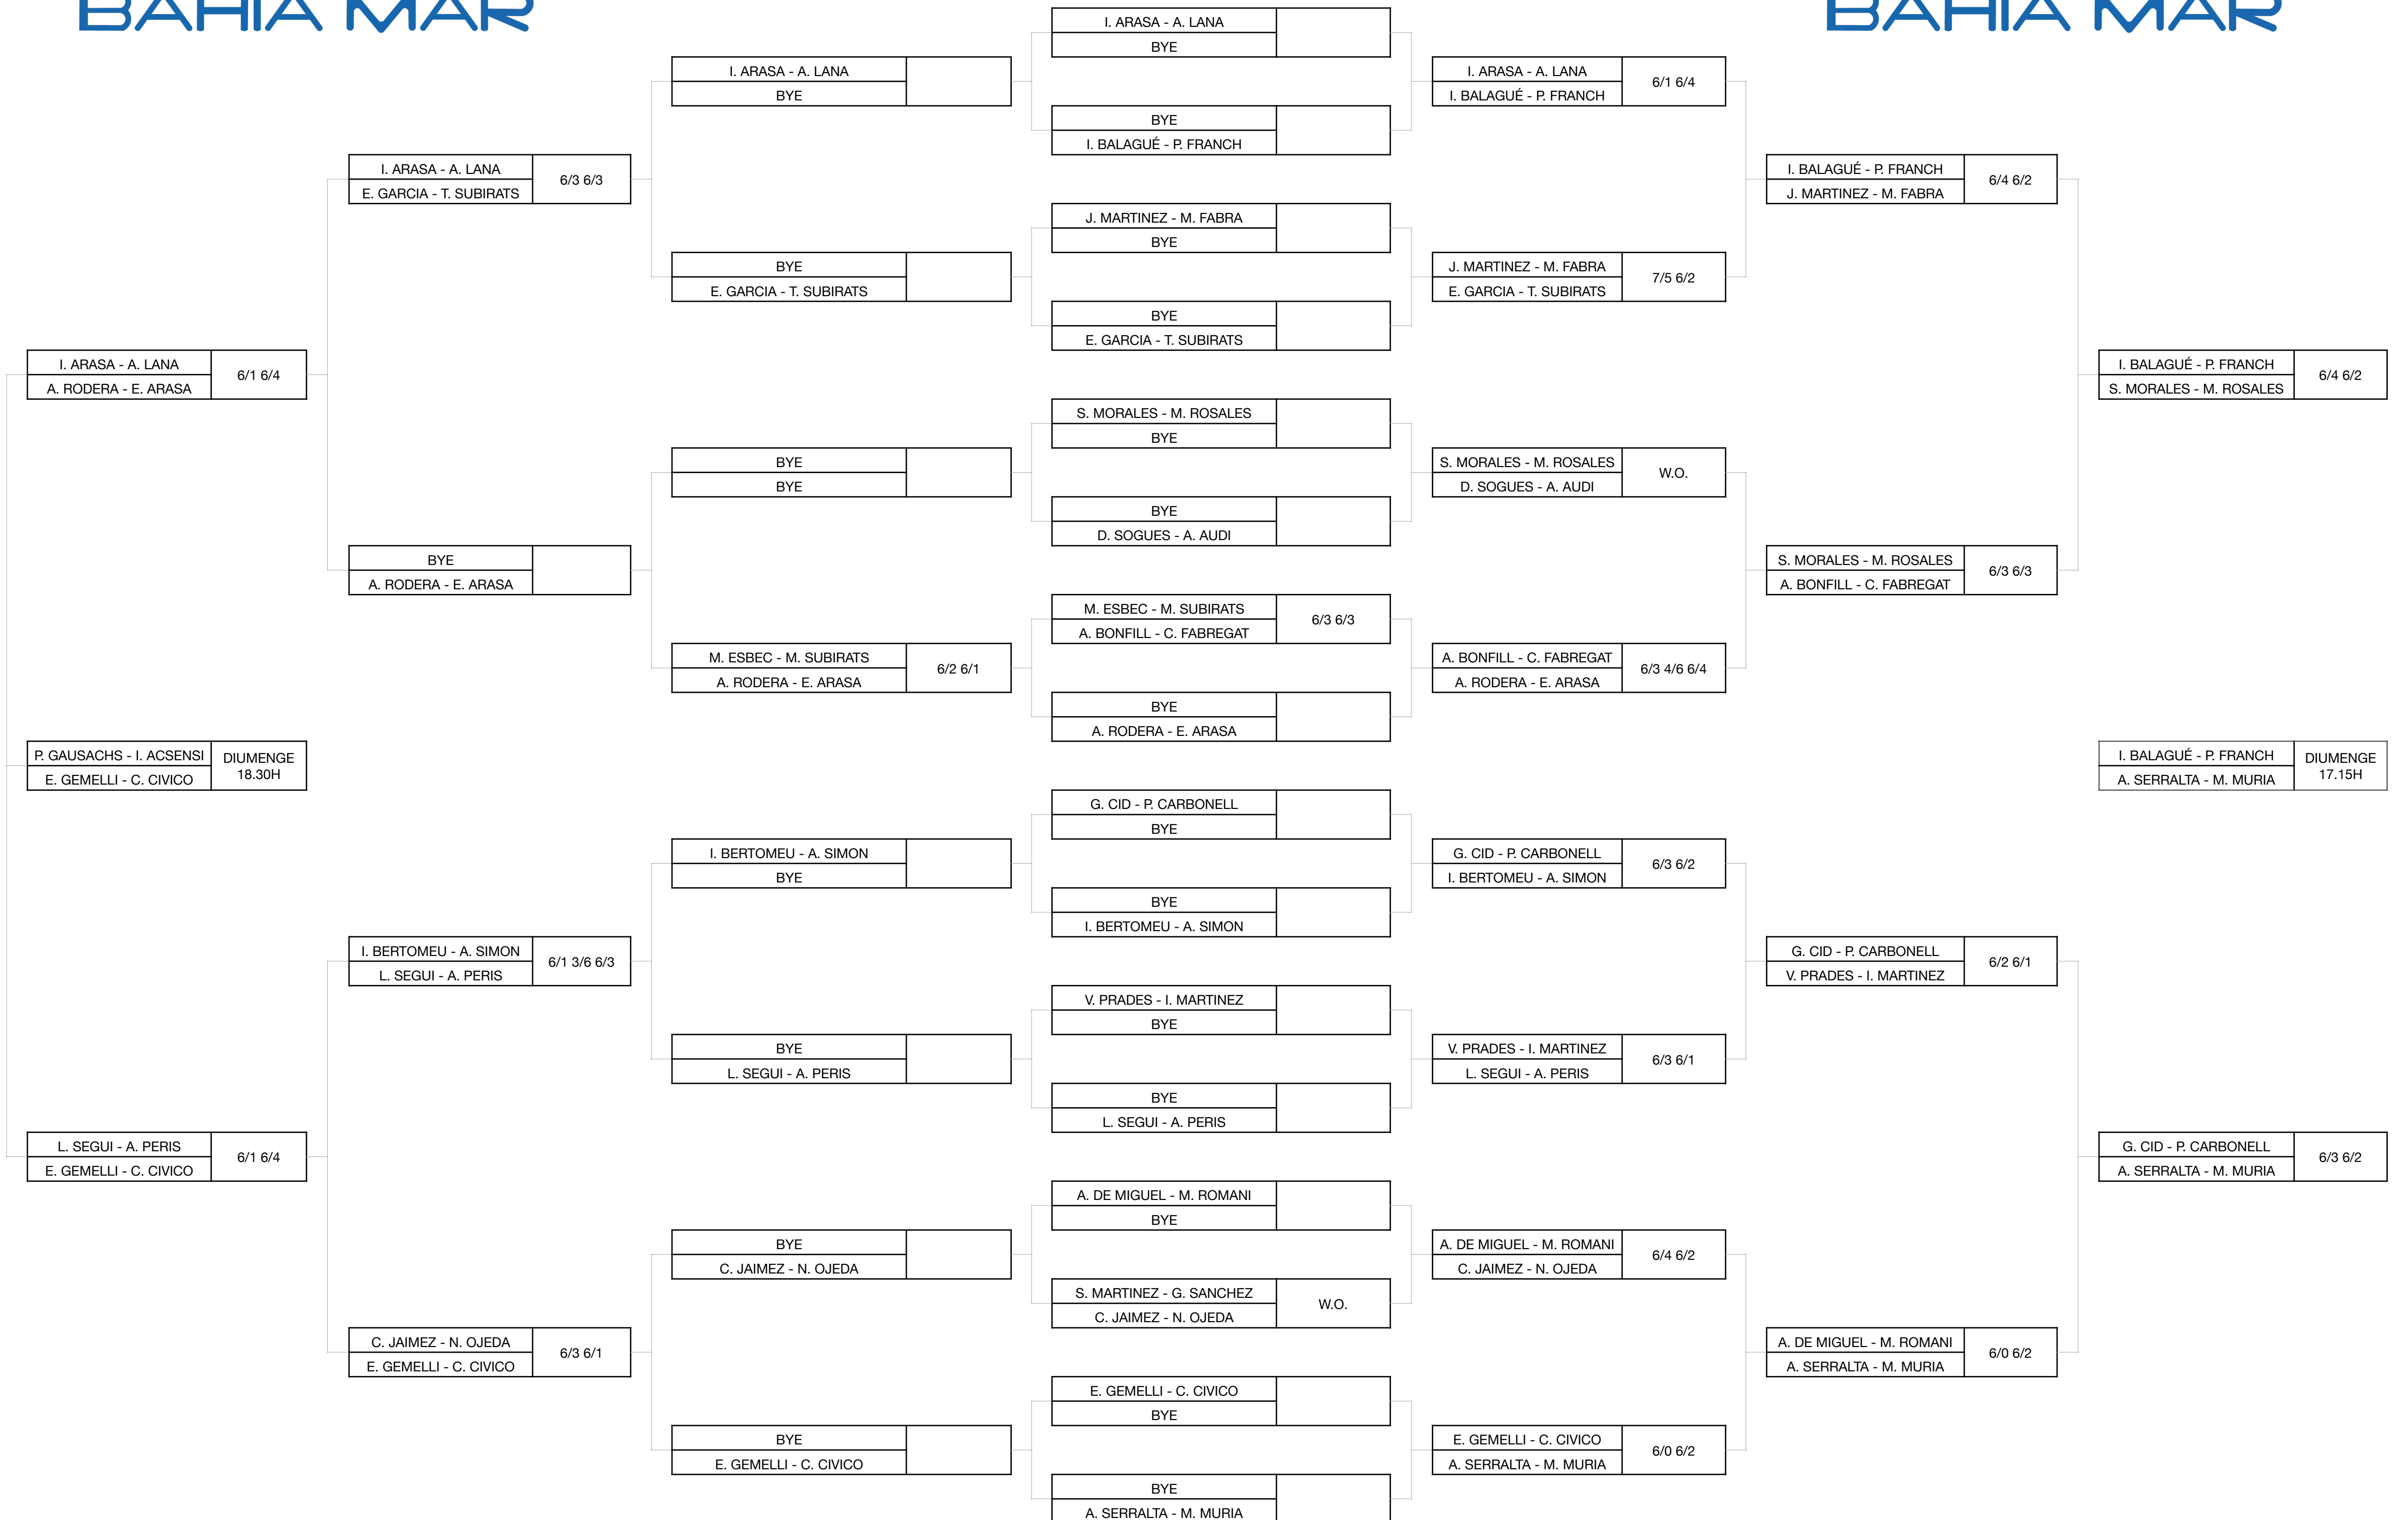 BAHIA MAR
BAHIA MAR
I. ARASA - A. LANA
A. RODERA - E. ARASA
6/1 6/4
P. GAUSACHS - I. ACSENSI
E. GEMELLI - C. CIVICO
DIUMENGE
18.30H
L. SEGUI - A. PERIS
E. GEMELLI - C. CIVICO
6/1 6/4
I. ARASA - A. LANA
E. GARCIA - T. SUBIRATS
6/3 6/3
BYE
A. RODERA - E. ARASA
I. BERTOMEU - A. SIMON
L. SEGUI - A. PERIS
6/1 3/6 6/3
C. JAIMEZ - N. OJEDA
E. GEMELLI - C. CIVICO
6/3 6/1
I. ARASA - A. LANA
BYE
BYE
E. GARCIA - T. SUBIRATS
BYE
BYE
M. ESBEC - M. SUBIRATS
A. RODERA - E. ARASA
6/2 6/1
I. BERTOMEU - A. SIMON
BYE
BYE
L. SEGUI - A. PERIS
BYE
C. JAIMEZ - N. OJEDA
BYE
E. GEMELLI - C. CIVICO
I. ARASA - A. LANA
BYE
BYE
I. BALAGUÉ - P. FRANCH
J. MARTINEZ - M. FABRA
BYE
BYE
E. GARCIA - T. SUBIRATS
S. MORALES - M. ROSALES
BYE
BYE
D. SOGUES - A. AUDI
M. ESBEC - M. SUBIRATS
A. BONFILL - C. FABREGAT
6/3 6/3
BYE
A. RODERA - E. ARASA
G. CID - P. CARBONELL
BYE
BYE
I. BERTOMEU - A. SIMON
V. PRADES - I. MARTINEZ
BYE
BYE
L. SEGUI - A. PERIS
A. DE MIGUEL - M. ROMANI
BYE
S. MARTINEZ - G. SANCHEZ
C. JAIMEZ - N. OJEDA
W.O.
E. GEMELLI - C. CIVICO
BYE
BYE
A. SERRALTA - M. MURIA
I. ARASA - A. LANA
I. BALAGUÉ - P. FRANCH
6/1 6/4
J. MARTINEZ - M. FABRA
E. GARCIA - T. SUBIRATS
7/5 6/2
S. MORALES - M. ROSALES
D. SOGUES - A. AUDI
W.O.
A. BONFILL - C. FABREGAT
A. RODERA - E. ARASA
6/3 4/6 6/4
G. CID - P. CARBONELL
I. BERTOMEU - A. SIMON
6/3 6/2
V. PRADES - I. MARTINEZ
L. SEGUI - A. PERIS
6/3 6/1
A. DE MIGUEL - M. ROMANI
C. JAIMEZ - N. OJEDA
6/4 6/2
E. GEMELLI - C. CIVICO
A. SERRALTA - M. MURIA
6/0 6/2
I. BALAGUÉ - P. FRANCH
J. MARTINEZ - M. FABRA
6/4 6/2
S. MORALES - M. ROSALES
A. BONFILL - C. FABREGAT
6/3 6/3
G. CID - P. CARBONELL
V. PRADES - I. MARTINEZ
6/2 6/1
A. DE MIGUEL - M. ROMANI
A. SERRALTA - M. MURIA
6/0 6/2
I. BALAGUÉ - P. FRANCH
S. MORALES - M. ROSALES
6/4 6/2
I. BALAGUÉ - P. FRANCH
A. SERRALTA - M. MURIA
DIUMENGE
17.15H
G. CID - P. CARBONELL
A. SERRALTA - M. MURIA
6/3 6/2